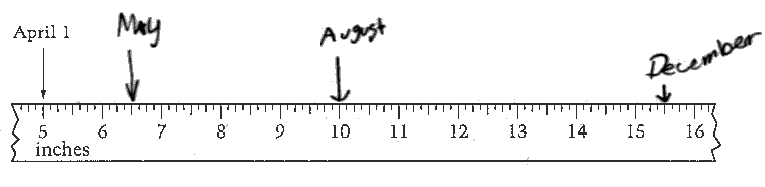 April 1 May August December
5 6 7 8 9 10 11 12 13 14 15 16
inches